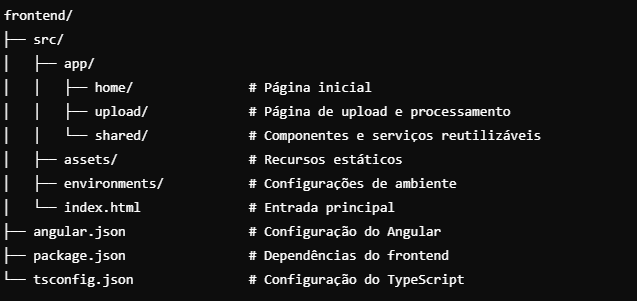 frontend/
├── src/
│   ├── app/
│   │   ├── home/               # Página inicial
│   │   ├── upload/             # Página de upload e processamento
│   │   └── shared/             # Componentes e serviços reutilizáveis
│   ├── assets/                 # Recursos estáticos
│   ├── environments/           # Configurações de ambiente
│   └── index.html              # Entrada principal
├── angular.json                # Configuração do Angular
├── package.json                # Dependências do frontend
└── tsconfig.json               # Configuração do TypeScript